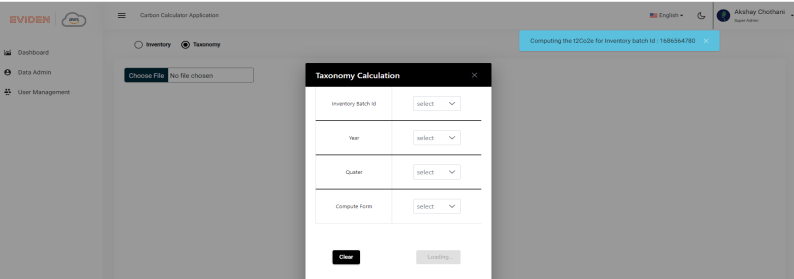 EVIDEN
Carbon Calculator Application
English
Akshay Chothani
Super Admin
Computing the t2Co2e for Inventory batch Id : 1686564780 ×
Inventory Taxonomy
Dashboard
Data Admin
User Management
Choose File No file chosen
Taxonomy Calculation ×
Inventory Batch Id select
Year select
Quater select
Compute Form select
Clear Loading...